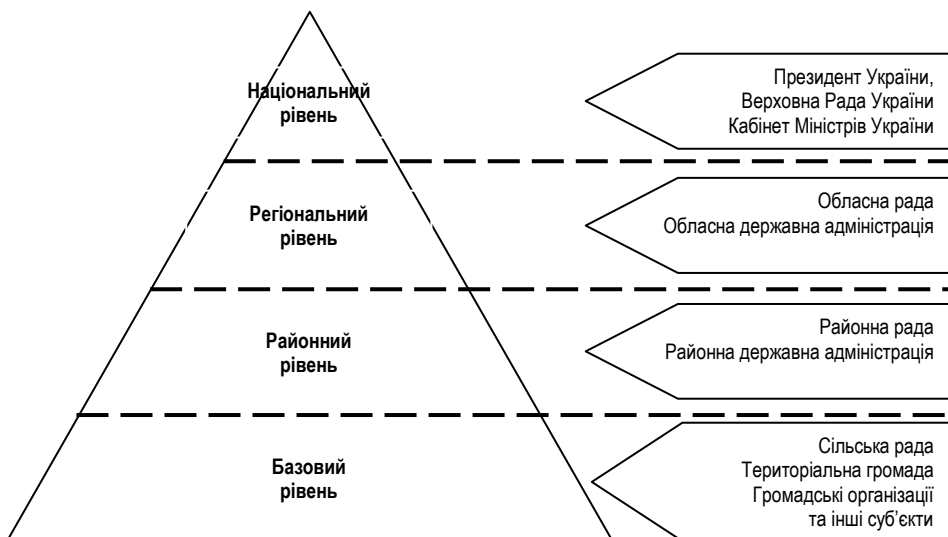 Національний
рівень
Президент України,
Верховна Рада України
Кабінет Міністрів України
Регіональний
рівень
Обласна рада
Обласна державна адміністрація
Районний
рівень
Районна рада
Районна державна адміністрація
Базовий
рівень
Сільська рада
Територіальна громада
Громадські організації
та інші суб’єкти